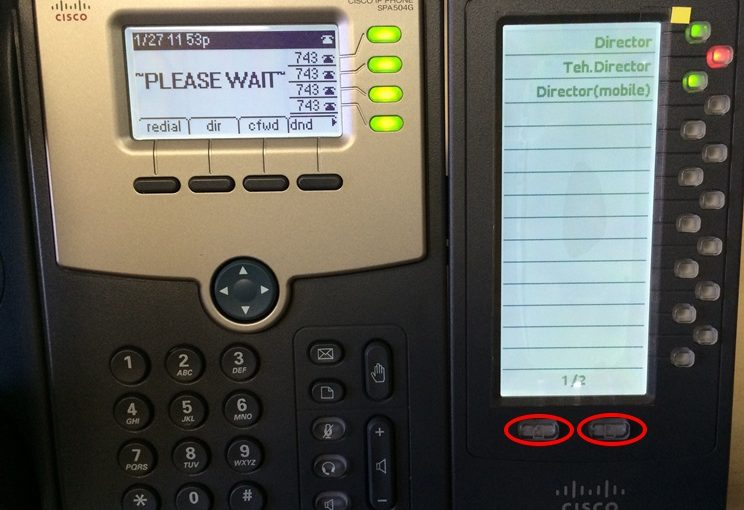 CISCO
CISCO IP PHONE
SPA504G
1/27 11 53p
743
743
~PLEASE WAIT~
743
743
redial dir cfwd dnd
Director
Teh.Director
Director(mobile)
1/2
1
2 ABC
3 DEF
4 GHI
5 JKL
6 MNO
7 PQRS
8 TUV
9 WXYZ
*
0
#
+
−
CISCO